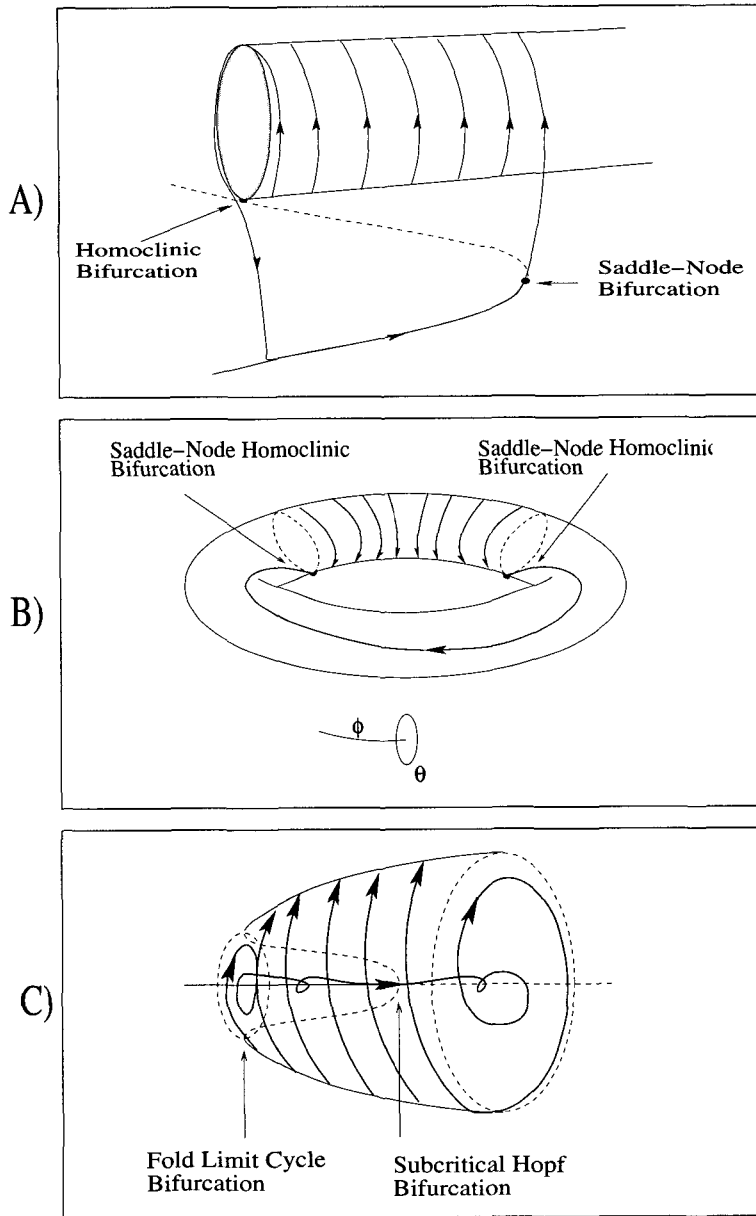 A)
Homoclinic
Bifurcation
Saddle–Node
Bifurcation
B)
Saddle–Node Homoclinic
Bifurcation
Saddle–Node Homoclinic
Bifurcation
ϕ
θ
C)
Fold Limit Cycle
Bifurcation
Subcritical Hopf
Bifurcation